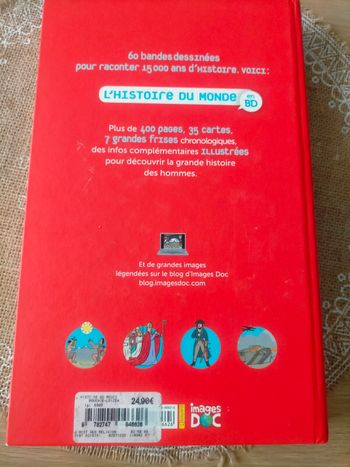 60 bandes dessinées
pour raconter 15 000 ans d'histoire. Voici :
L'HISTOIRE DU MONDE en BD
Plus de 400 pages, 35 cartes,
7 grandes frises chronologiques,
des infos complémentaires illustrées
pour découvrir la grande histoire
des hommes.
Et de grandes images
légendées sur le blog d'Images Doc
blog.imagesdoc.com
24,90€
9 782747
images
DOC